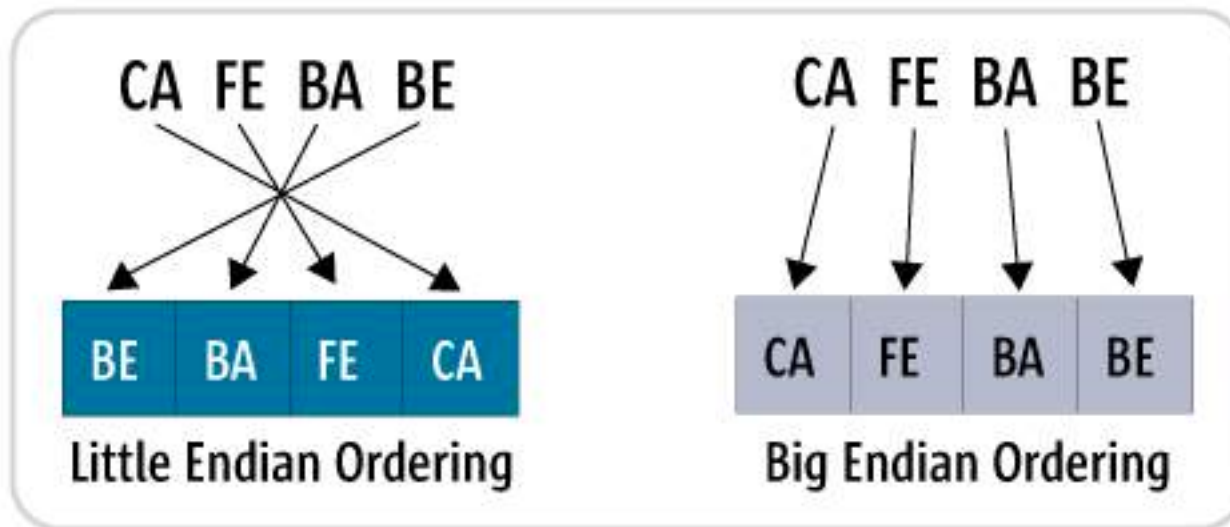 CA FE BA BE
BE BA FE CA
Little Endian Ordering
CA FE BA BE
CA FE BA BE
Big Endian Ordering